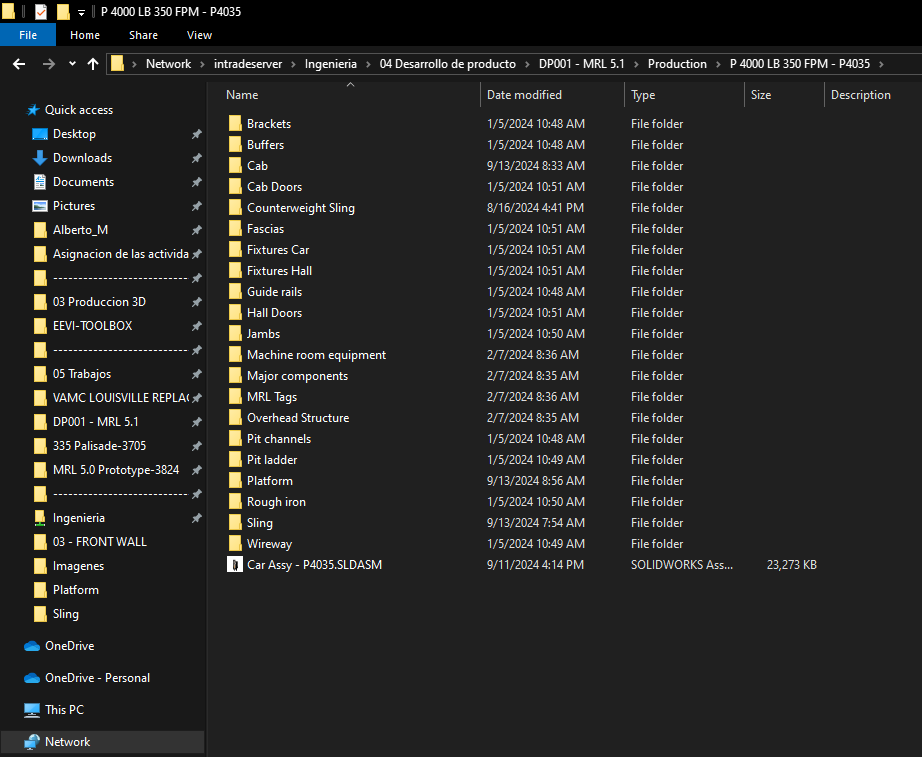 P 4000 LB 350 FPM - P4035
File Home Share View
Network intradeserver Ingenieria 04 Desarrollo de producto DP001 - MRL 5.1 Production P 4000 LB 350 FPM - P4035
Quick access
Desktop
Downloads
Documents
Pictures
Alberto_M
Asignacion de las activida
----------------------------
03 Produccion 3D
EEVI-TOOLBOX
----------------------------
05 Trabajos
VAMC LOUISVILLE REPLAC
DP001 - MRL 5.1
335 Palisade-3705
MRL 5.0 Prototype-3824
----------------------------
Ingenieria
03 - FRONT WALL
Imagenes
Platform
Sling
OneDrive
OneDrive - Personal
This PC
Network
Name Date modified Type Size Description
Brackets 1/5/2024 10:48 AM File folder
Buffers 1/5/2024 10:48 AM File folder
Cab 9/13/2024 8:33 AM File folder
Cab Doors 1/5/2024 10:51 AM File folder
Counterweight Sling 8/16/2024 4:41 PM File folder
Fascias 1/5/2024 10:51 AM File folder
Fixtures Car 1/5/2024 10:51 AM File folder
Fixtures Hall 1/5/2024 10:51 AM File folder
Guide rails 1/5/2024 10:48 AM File folder
Hall Doors 1/5/2024 10:51 AM File folder
Jambs 1/5/2024 10:50 AM File folder
Machine room equipment 2/7/2024 8:36 AM File folder
Major components 2/7/2024 8:35 AM File folder
MRL Tags 2/7/2024 8:36 AM File folder
Overhead Structure 2/7/2024 8:35 AM File folder
Pit channels 1/5/2024 10:48 AM File folder
Pit ladder 1/5/2024 10:49 AM File folder
Platform 9/13/2024 8:56 AM File folder
Rough iron 1/5/2024 10:50 AM File folder
Sling 9/13/2024 7:54 AM File folder
Wireway 1/5/2024 10:49 AM File folder
Car Assy - P4035.SLDASM 9/11/2024 4:14 PM SOLIDWORKS Ass... 23,273 KB